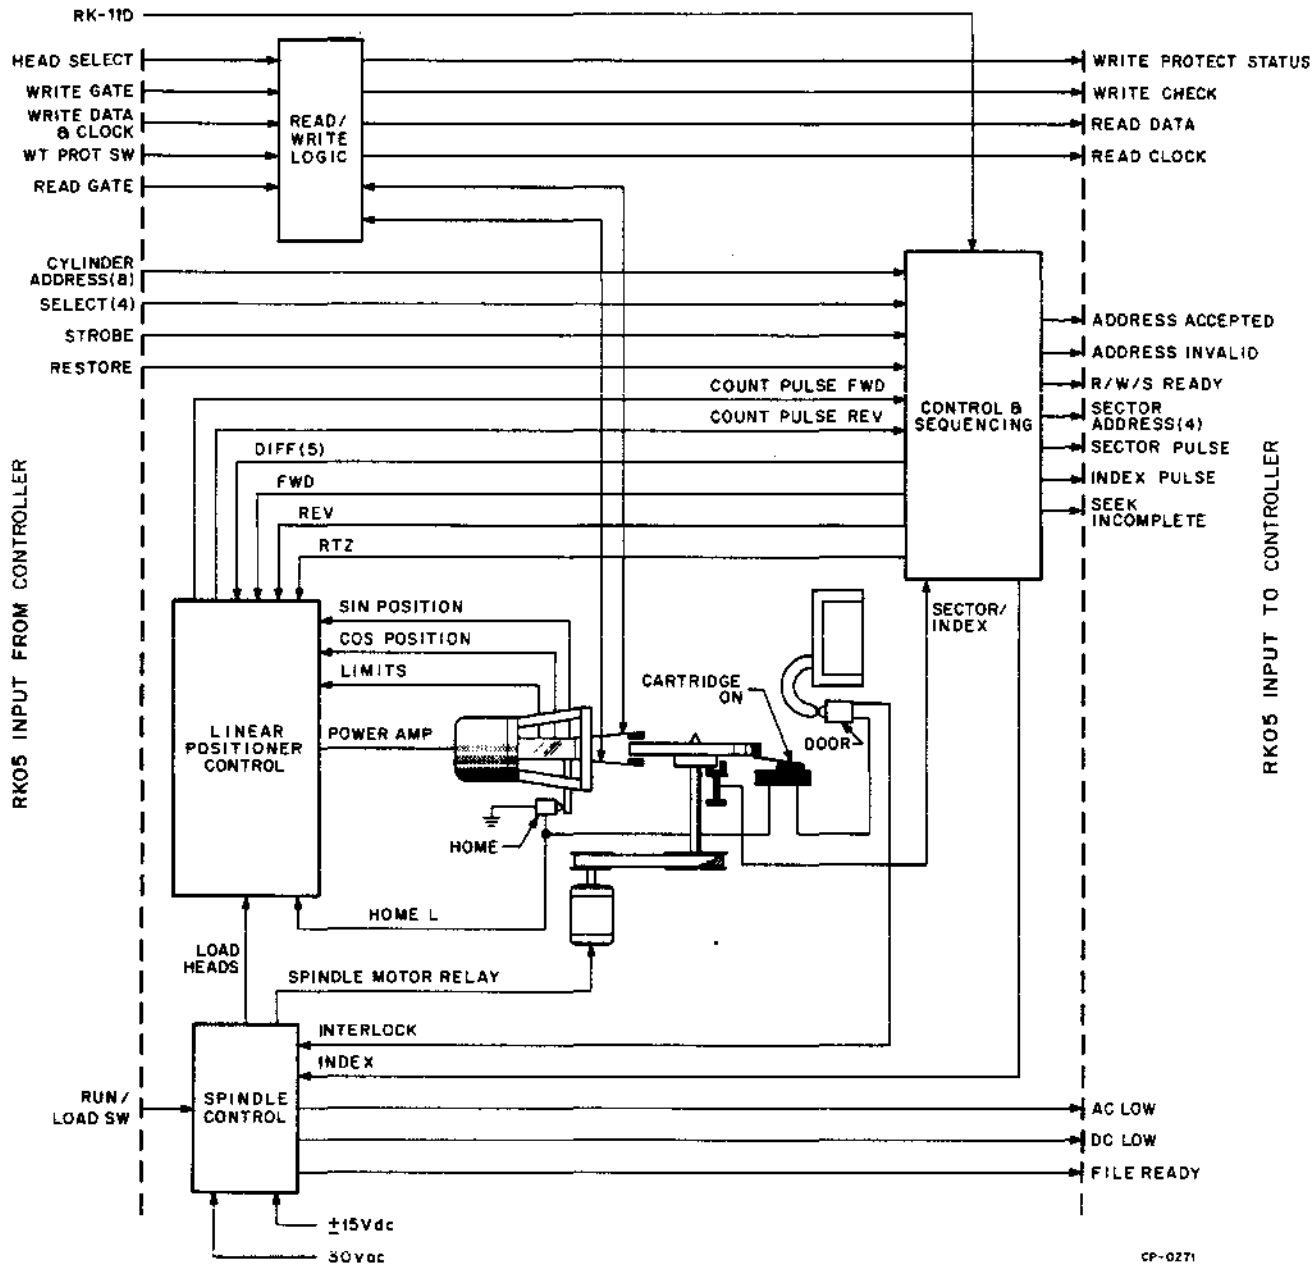 RK-11D
HEAD SELECT
WRITE GATE
WRITE DATA
& CLOCK
WT PROT SW
READ GATE
READ/
WRITE
LOGIC
WRITE PROTECT STATUS
WRITE CHECK
READ DATA
READ CLOCK
CYLINDER
ADDRESS(8)
SELECT(4)
STROBE
RESTORE
COUNT PULSE FWD
COUNT PULSE REV
DIFF(5)
FWD
REV
RTZ
CONTROL &
SEQUENCING
ADDRESS ACCEPTED
ADDRESS INVALID
R/W/S READY
SECTOR
ADDRESS(4)
SECTOR PULSE
INDEX PULSE
SEEK
INCOMPLETE
RK05 INPUT FROM CONTROLLER
RK05 INPUT TO CONTROLLER
SIN POSITION
COS POSITION
LIMITS
POWER AMP
LINEAR
POSITIONER
CONTROL
SECTOR/
INDEX
CARTRIDGE
ON
DOOR
HOME
HOME L
LOAD
HEADS
SPINDLE MOTOR RELAY
INTERLOCK
INDEX
RUN/
LOAD SW
SPINDLE
CONTROL
AC LOW
DC LOW
FILE READY
±15Vdc
30vac
CP-0271